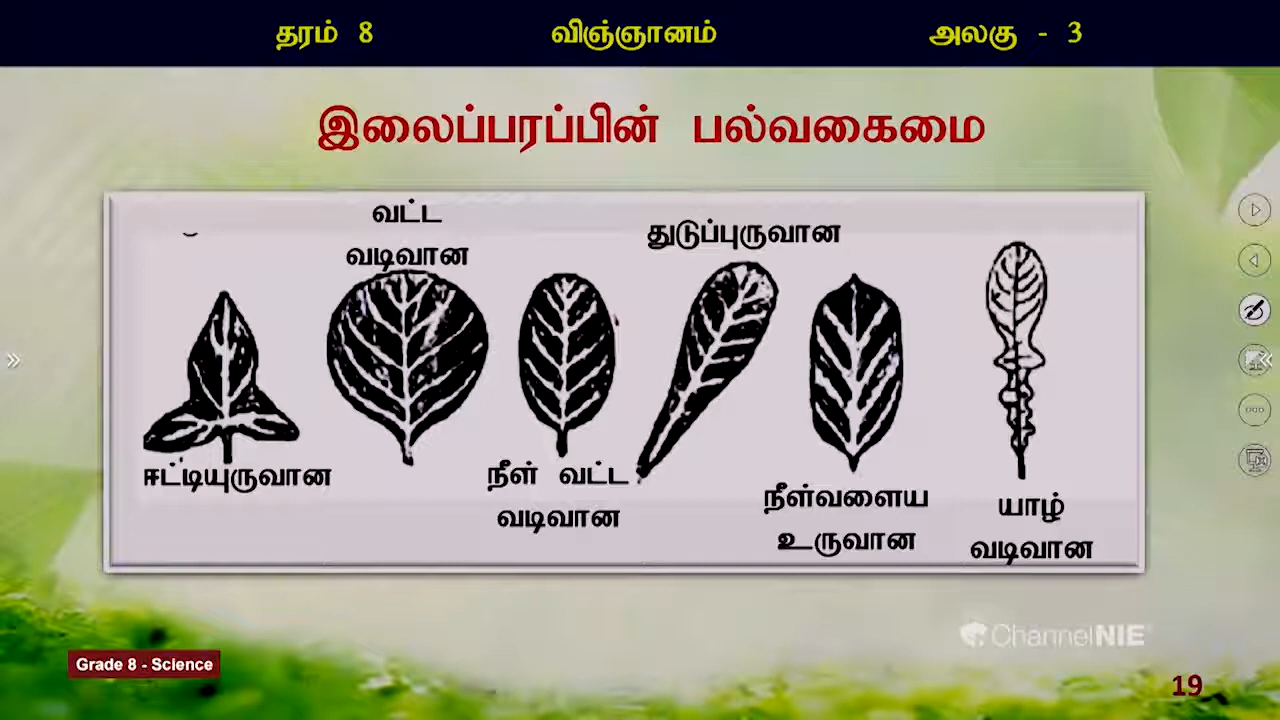 தரம் 8 விஞ்ஞானம் அலகு - 3
இலைப்பரப்பின் பல்வகைமை
வட்ட
வடிவான
துடுப்புருவான
ஈட்டியுருவான
நீள் வட்ட
வடிவான
நீள்வளைய
உருவான
யாழ்
வடிவான
ChannelNIE
Grade 8 - Science
19